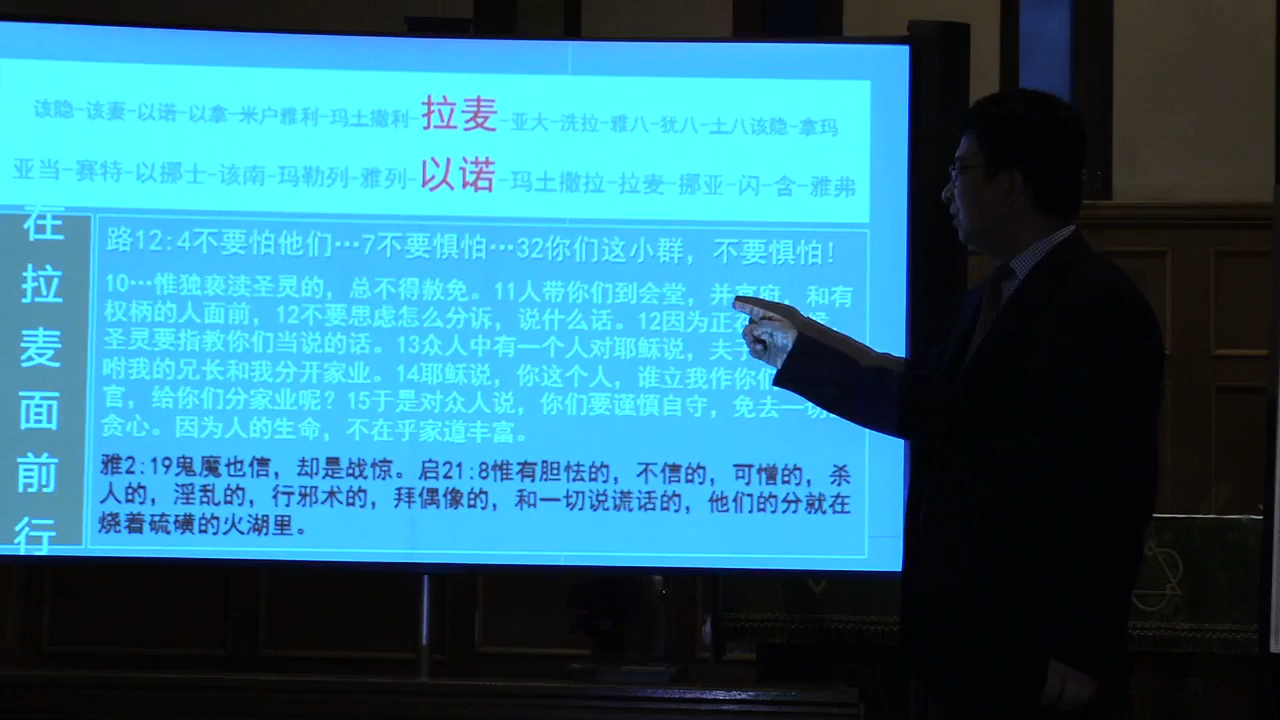 该隐-该妻-以诺-以拿-米户雅利-玛土撒利-拉麦-亚大-洗拉-雅八-犹八-土八该隐-拿玛
亚当-赛特-以挪士-该南-玛勒列-雅列-以诺-玛土撒拉-拉麦-挪亚-闪-含-雅弗
在拉麦面前行
路12:4不要怕他们…7不要惧怕…32你们这小群，不要惧怕！
10…惟独亵渎圣灵的，总不得赦免。11人带你们到会堂，并官府，和有
权柄的人面前，12不要思虑怎么分诉，说什么话。12因为正在候，
圣灵要指教你们当说的话。13众人中有一个人对耶稣说，夫子
咐我的兄长和我分开家业。14耶稣说，你这个人，谁立我作你们
官，给你们分家业呢？15于是对众人说，你们要谨慎自守，免去一切
贪心。因为人的生命，不在乎家道丰富。
雅2:19鬼魔也信，却是战惊。启21:8惟有胆怯的，不信的，可憎的，杀
人的，淫乱的，行邪术的，拜偶像的，和一切说谎话的，他们的分就在
烧着硫磺的火湖里。